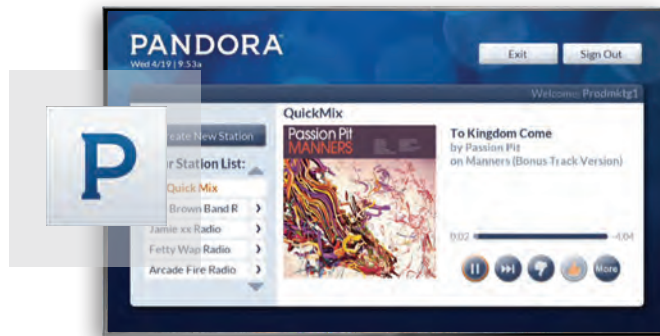 PANDORA
Wed 4/19 | 9:53a
Exit
Sign Out
Welcome, Prodmktg1
P
Create New Station
r Station List:
Quick Mix
Brown Band R
Jamie xx Radio
Fetty Wap Radio
Arcade Fire Radio
QuickMix
Passion Pit
MANNERS
LP
To Kingdom Come
by Passion Pit
on Manners (Bonus Track Version)
0:02
-4:04
More